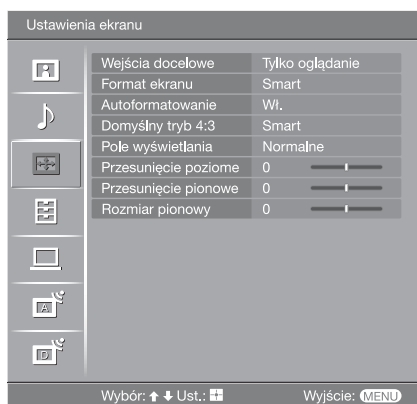 Ustawienia ekranu
Wejścia docelowe Tylko oglądanie
Format ekranu Smart
Autoformatowanie Wł.
Domyślny tryb 4:3 Smart
Pole wyświetlania Normalne
Przesunięcie poziome 0
Przesunięcie pionowe 0
Rozmiar pionowy 0
A
D
Wybór: Ust.: Wyjście: MENU